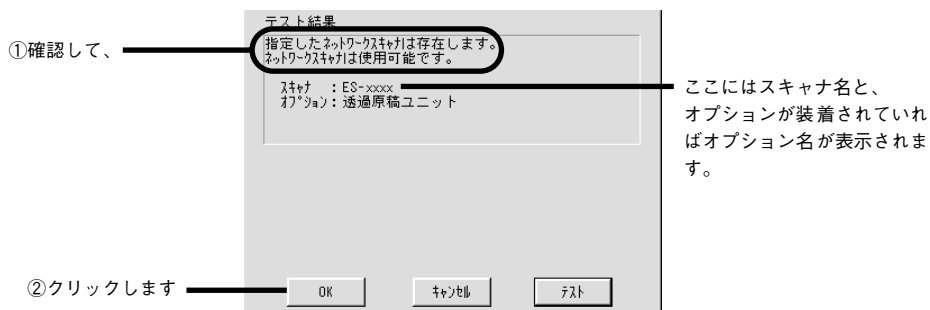 テスト結果
①確認して、
指定したﾈｯﾄﾜｰｸｽｷｬﾅは存在します。
ﾈｯﾄﾜｰｸｽｷｬﾅは使用可能です。
ｽｷｬﾅ ：ES-xxxx
ｵﾌﾟｼｮﾝ：透過原稿ユニット
ここにはスキャナ名と、
オプションが装着されていれ
ばオプション名が表示されま
す。
②クリックします
OK
ｷｬﾝｾﾙ
ﾃｽﾄ